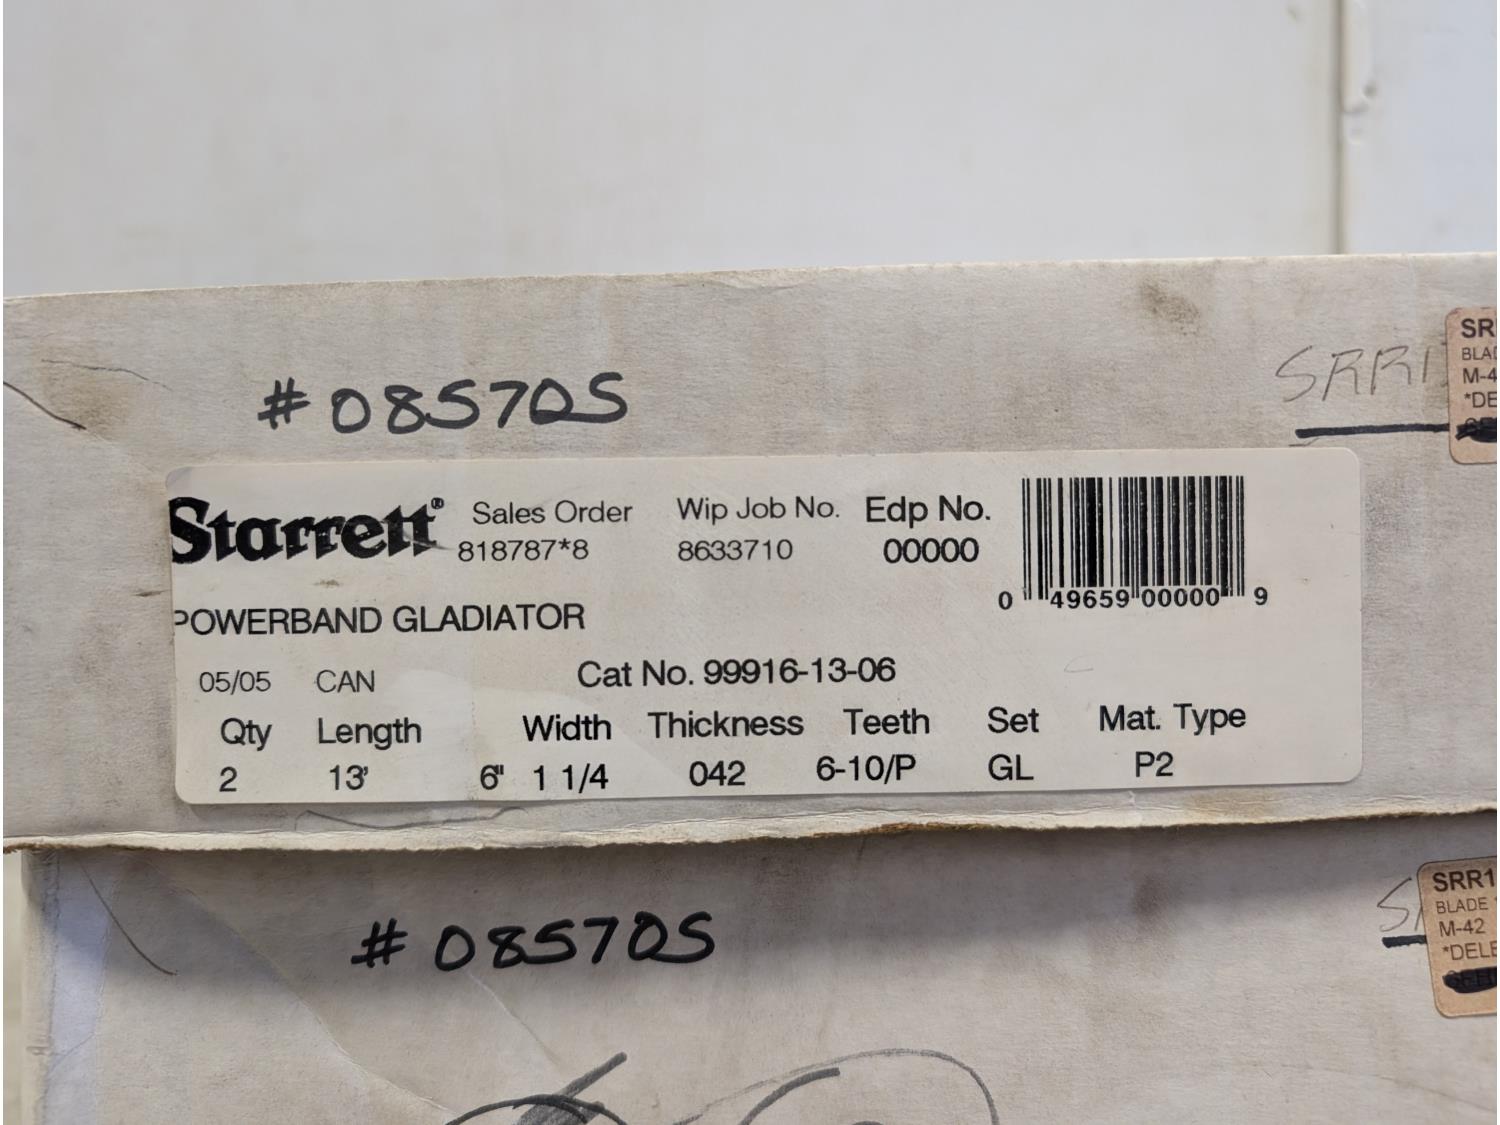 #08570S
SRR1
SR
BLAD
M-4
*DE
Starrett®
Sales Order
818787*8
Wip Job No.
8633710
Edp No.
00000
0 49659 00000 9
POWERBAND GLADIATOR
05/05 CAN Cat No. 99916-13-06
Qty Length Width Thickness Teeth Set Mat. Type
2 13' 6" 1 1/4 042 6-10/P GL P2
#08570S
S
SRR1
BLADE
M-42
*DELE